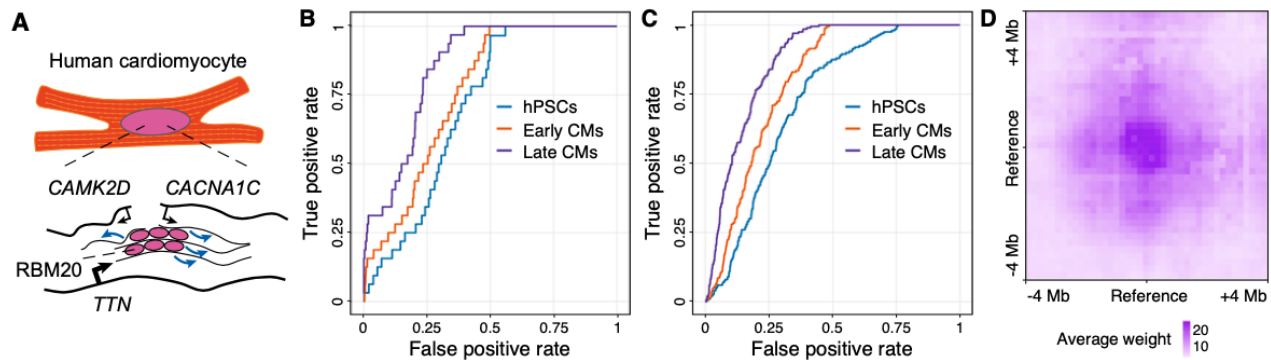 A
Human cardiomyocyte
CAMK2D
CACNA1C
RBM20
TTN
B
True positive rate
1
0.75
0.5
0.25
0
hPSCs
Early CMs
Late CMs
0
0.25
0.5
0.75
1
False positive rate
C
True positive rate
1
0.75
0.5
0.25
0
hPSCs
Early CMs
Late CMs
0
0.25
0.5
0.75
1
False positive rate
D
+4 Mb
Reference
-4 Mb
-4 Mb
Reference
+4 Mb
Average weight
20
10